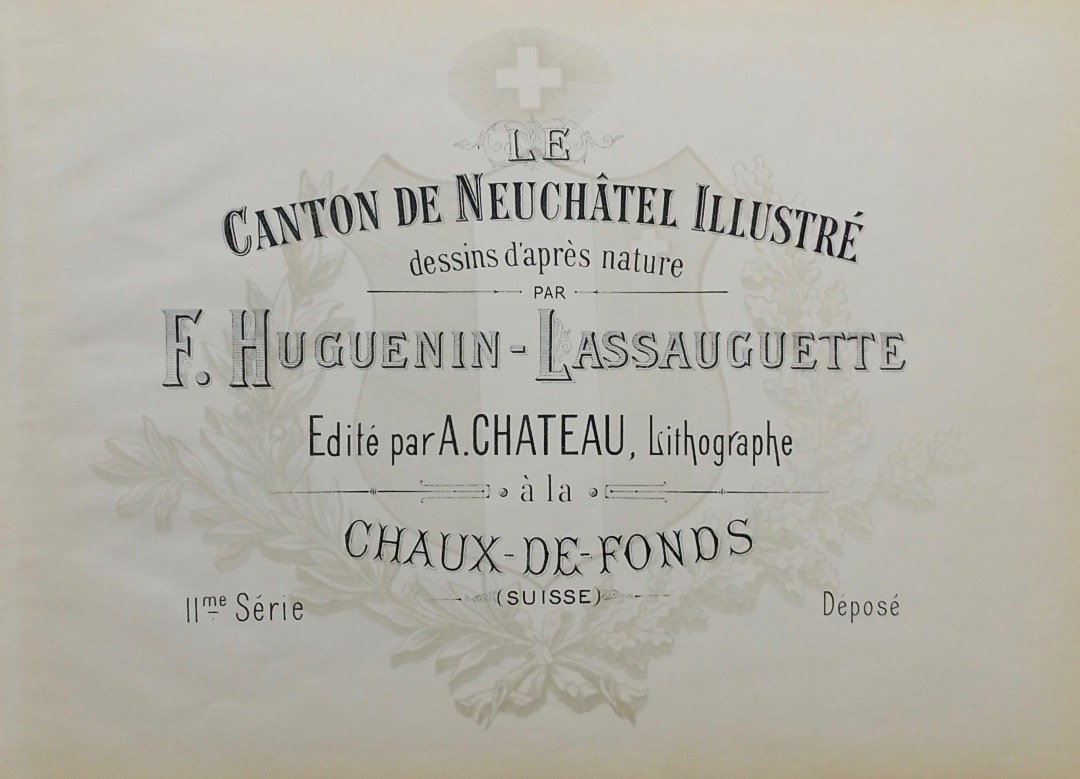 LE
CANTON DE NEUCHÂTEL ILLUSTRÉ
dessins d'après nature
PAR
F. HUGUENIN-LASSAUGUETTE
Edité par A. CHATEAU, Lithographe
à la
CHAUX-DE-FONDS
(SUISSE)
IIme Série
Déposé